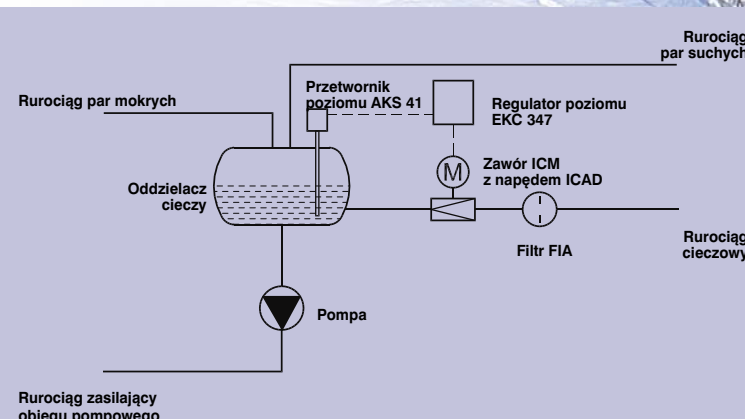 Rurociąg
par suchych
Przetwornik
poziomu AKS 41
Rurociąg par mokrych
Regulator poziomu
EKC 347
Zawór ICM
z napędem ICAD
M
Oddzielacz
cieczy
Rurociąg
cieczowy
Filtr FIA
Pompa
Rurociąg zasilający
obiegu pompowego